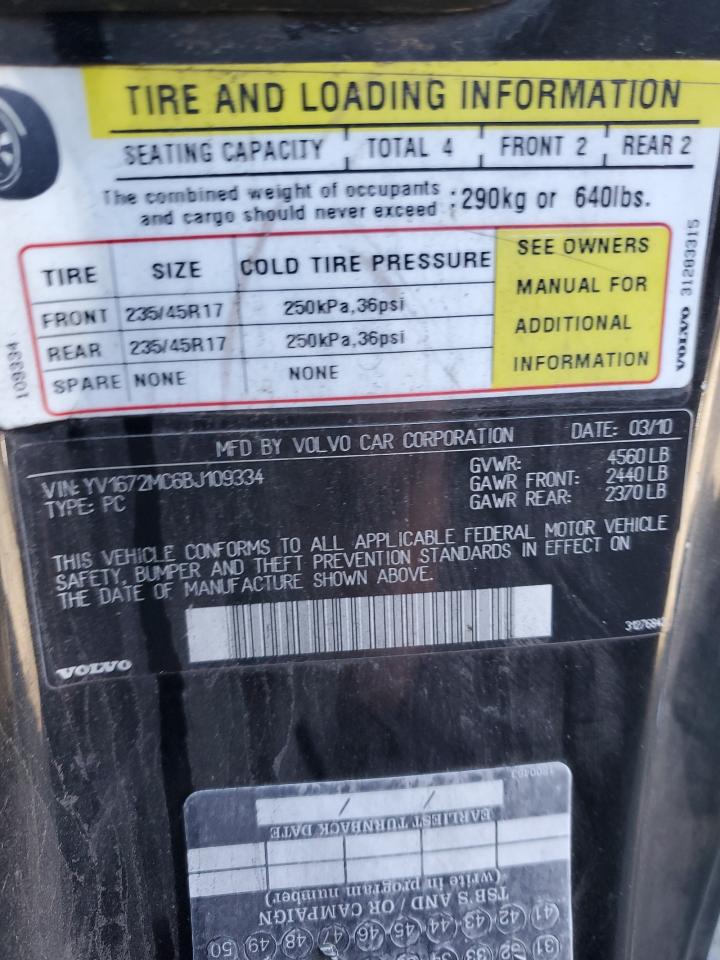 TIRE AND LOADING INFORMATION
SEATING CAPACITY TOTAL 4 FRONT 2 REAR 2
The combined weight of occupants
and cargo should never exceed : 290kg or 640lbs.
TIRE SIZE COLD TIRE PRESSURE
FRONT 235/45R17 250kPa,36psi
REAR 235/45R17 250kPa,36psi
SPARE NONE NONE
SEE OWNERS
MANUAL FOR
ADDITIONAL
INFORMATION
VOLVO 31283315
109334
MFD BY VOLVO CAR CORPORATION DATE: 03/10
VIN: YV1672MC6BJ109334
TYPE: PC
GVWR: 4560 LB
GAWR FRONT: 2440 LB
GAWR REAR: 2370 LB
THIS VEHICLE CONFORMS TO ALL APPLICABLE FEDERAL MOTOR VEHICLE
SAFETY, BUMPER AND THEFT PREVENTION STANDARDS IN EFFECT ON
THE DATE OF MANUFACTURE SHOWN ABOVE.
VOLVO
31 32 33 34
41 42 43 44 45 46 47 48 49 50
TSB'S AND / OR CAMPAIGN
(write in program number)
EARLIEST TURNBACK DATE
/ /